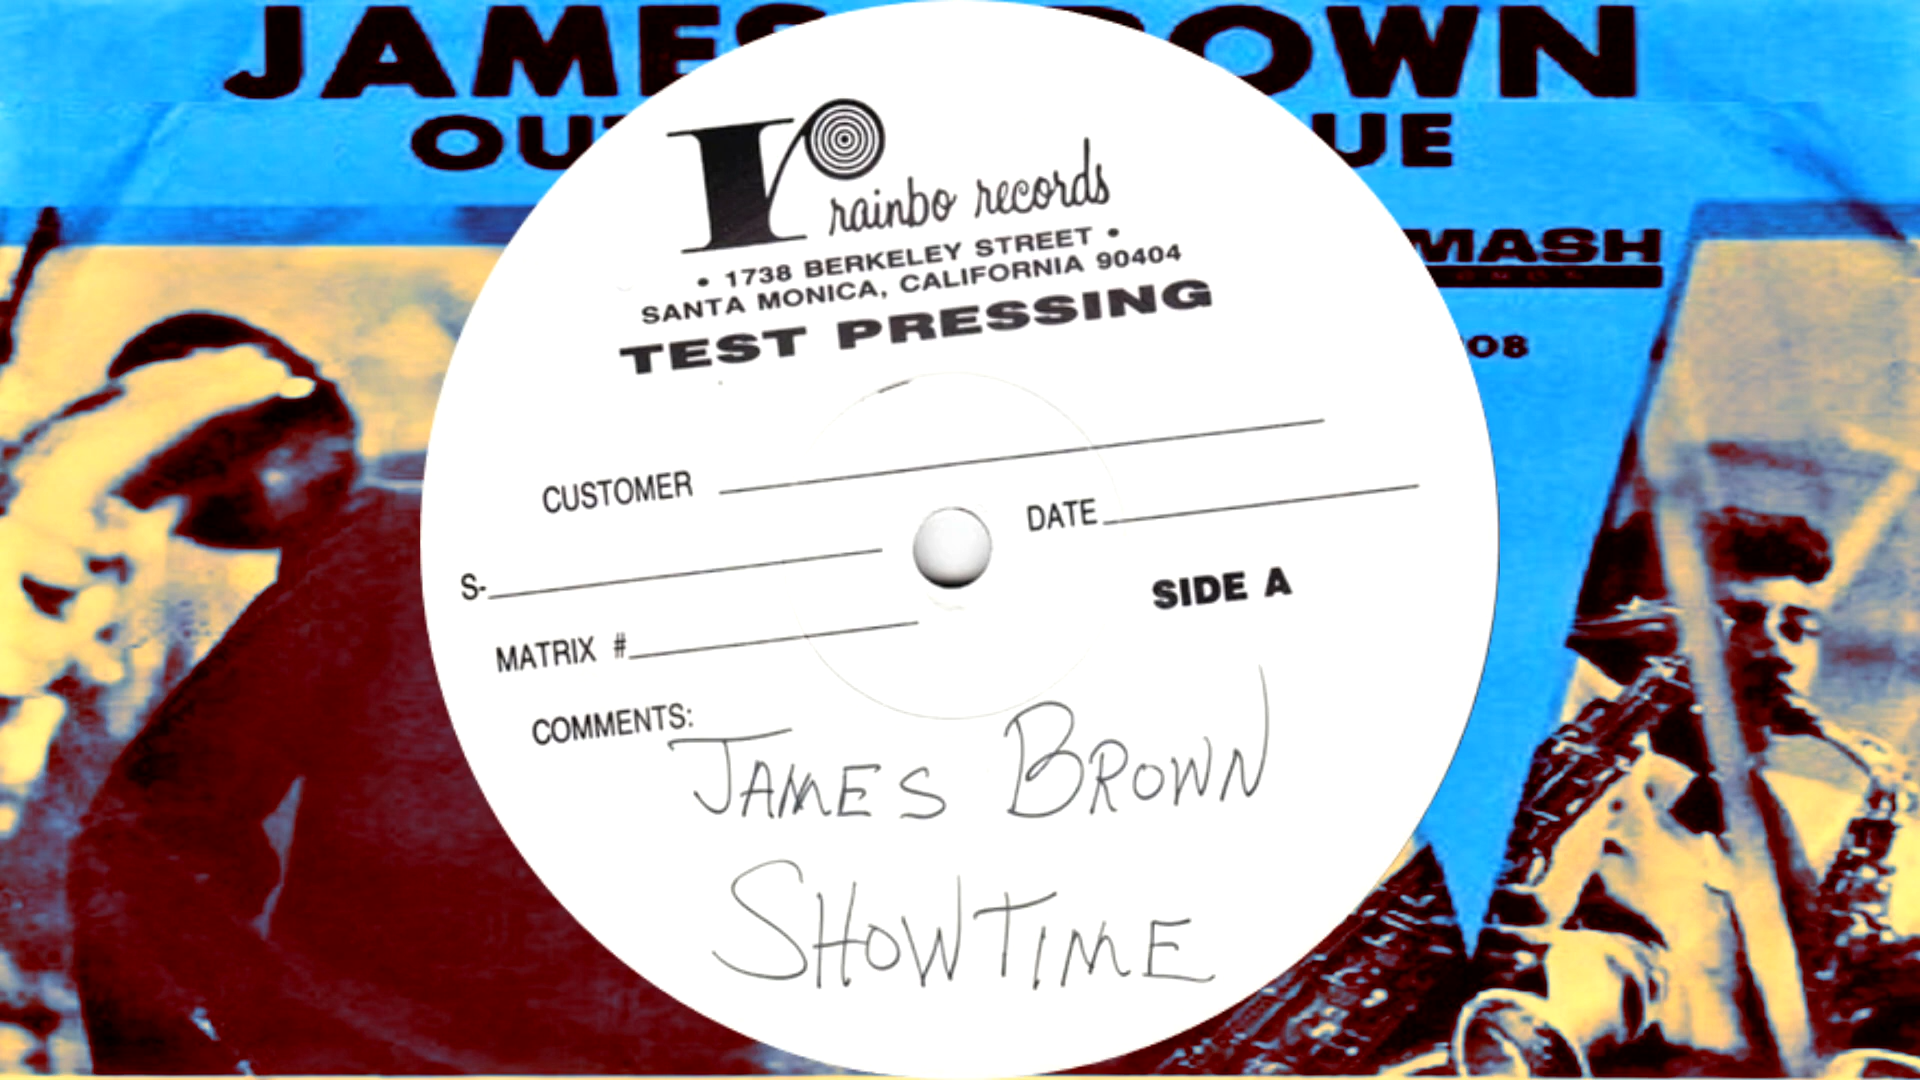 JAMES BROWN
OU UE
MASH
08
r
rainbo records
• 1738 BERKELEY STREET •
SANTA MONICA, CALIFORNIA 90404
TEST PRESSING
CUSTOMER
DATE
S-
SIDE A
MATRIX #
COMMENTS:
JAMES BROWN
SHOWTIME